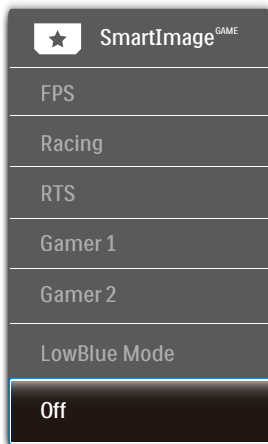 SmartImage GAME
FPS
Racing
RTS
Gamer 1
Gamer 2
LowBlue Mode
Off